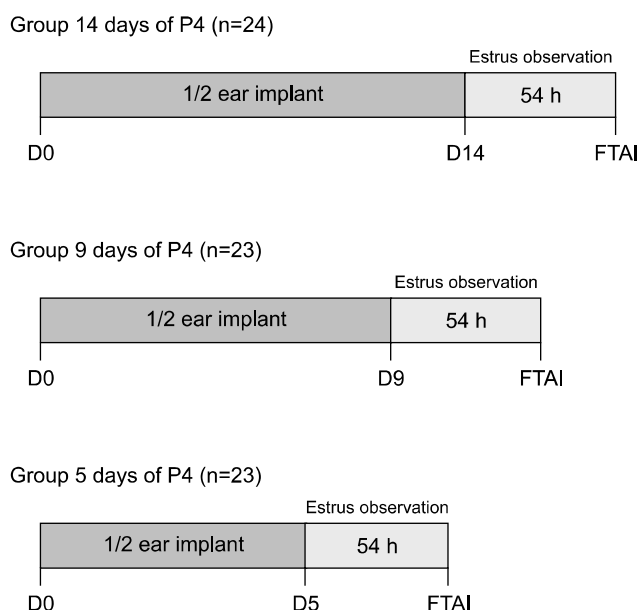 Group 14 days of P4 (n=24)
Estrus observation
1/2 ear implant
54 h
D0
D14
FTAI
Group 9 days of P4 (n=23)
Estrus observation
1/2 ear implant
54 h
D0
D9
FTAI
Group 5 days of P4 (n=23)
Estrus observation
1/2 ear implant
54 h
D0
D5
FTAI